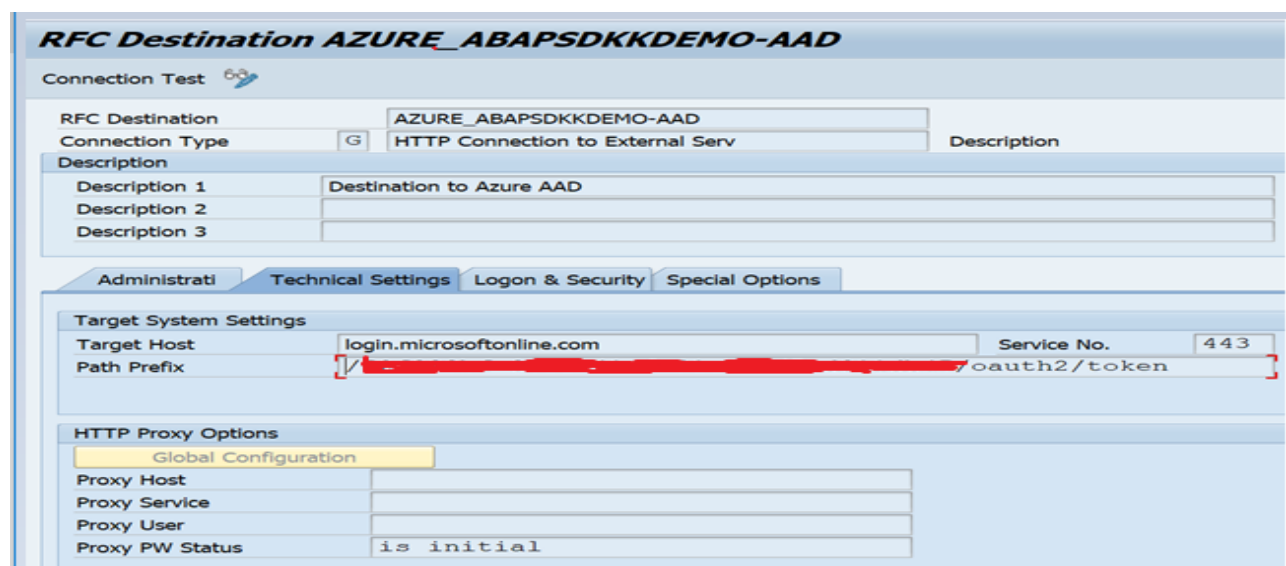 RFC Destination AZURE_ABAPSDKKDEMO-AAD
Connection Test
RFC Destination AZURE_ABAPSDKKDEMO-AAD
Connection Type G HTTP Connection to External Serv Description
Description
Description 1 Destination to Azure AAD
Description 2
Description 3
Administrati Technical Settings Logon & Security Special Options
Target System Settings
Target Host login.microsoftonline.com Service No. 443
Path Prefix / /oauth2/token
HTTP Proxy Options
Global Configuration
Proxy Host
Proxy Service
Proxy User
Proxy PW Status is initial